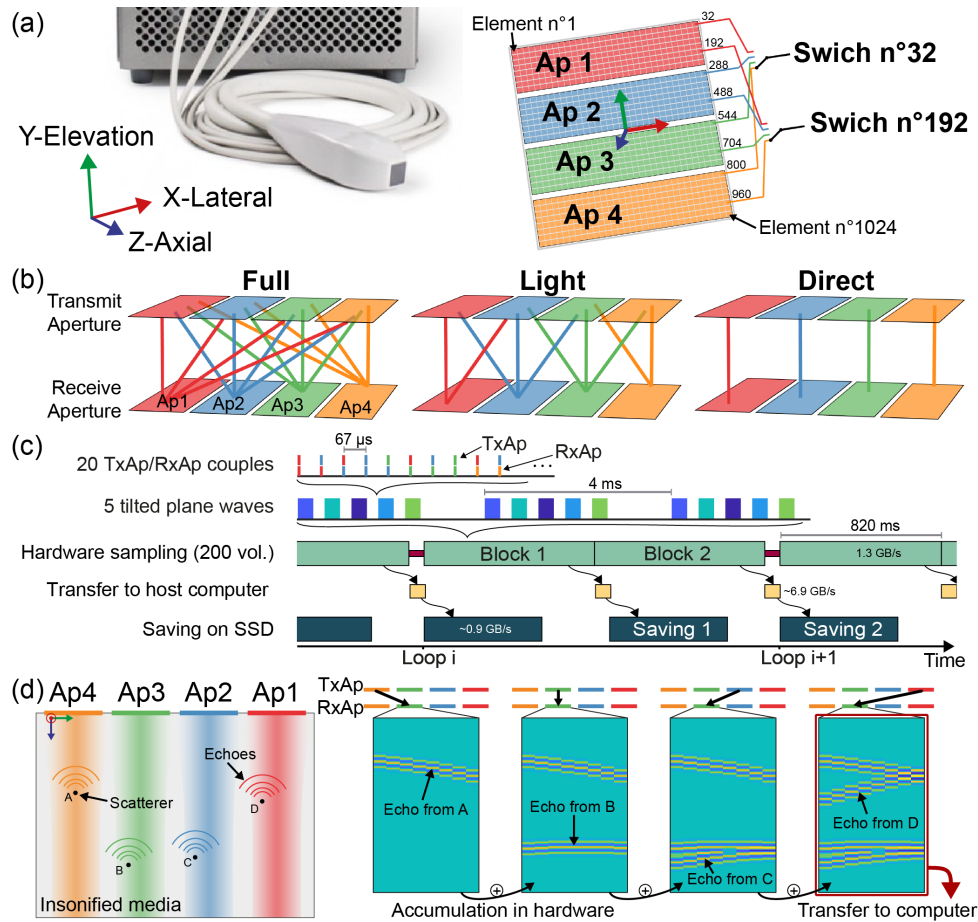 (a)
Y-Elevation
X-Lateral
Z-Axial
Element n°1
Ap 1
Ap 2
Ap 3
Ap 4
32
192
288
488
544
704
800
960
Swich n°32
Swich n°192
Element n°1024
(b)
Full
Light
Direct
Transmit
Aperture
Receive
Aperture
Ap1
Ap2
Ap3
Ap4
(c)
67 µs
TxAp
RxAp
20 TxAp/RxAp couples
...
5 tilted plane waves
4 ms
820 ms
Hardware sampling (200 vol.)
Block 1
Block 2
1.3 GB/s
Transfer to host computer
~6.9 GB/s
Saving on SSD
~0.9 GB/s
Saving 1
Saving 2
Loop i
Loop i+1
Time
(d)
Ap4
Ap3
Ap2
Ap1
Echoes
A
Scatterer
D
B
C
Insonified media
TxAp
RxAp
Echo from A
Echo from B
Echo from C
Echo from D
Accumulation in hardware
Transfer to computer